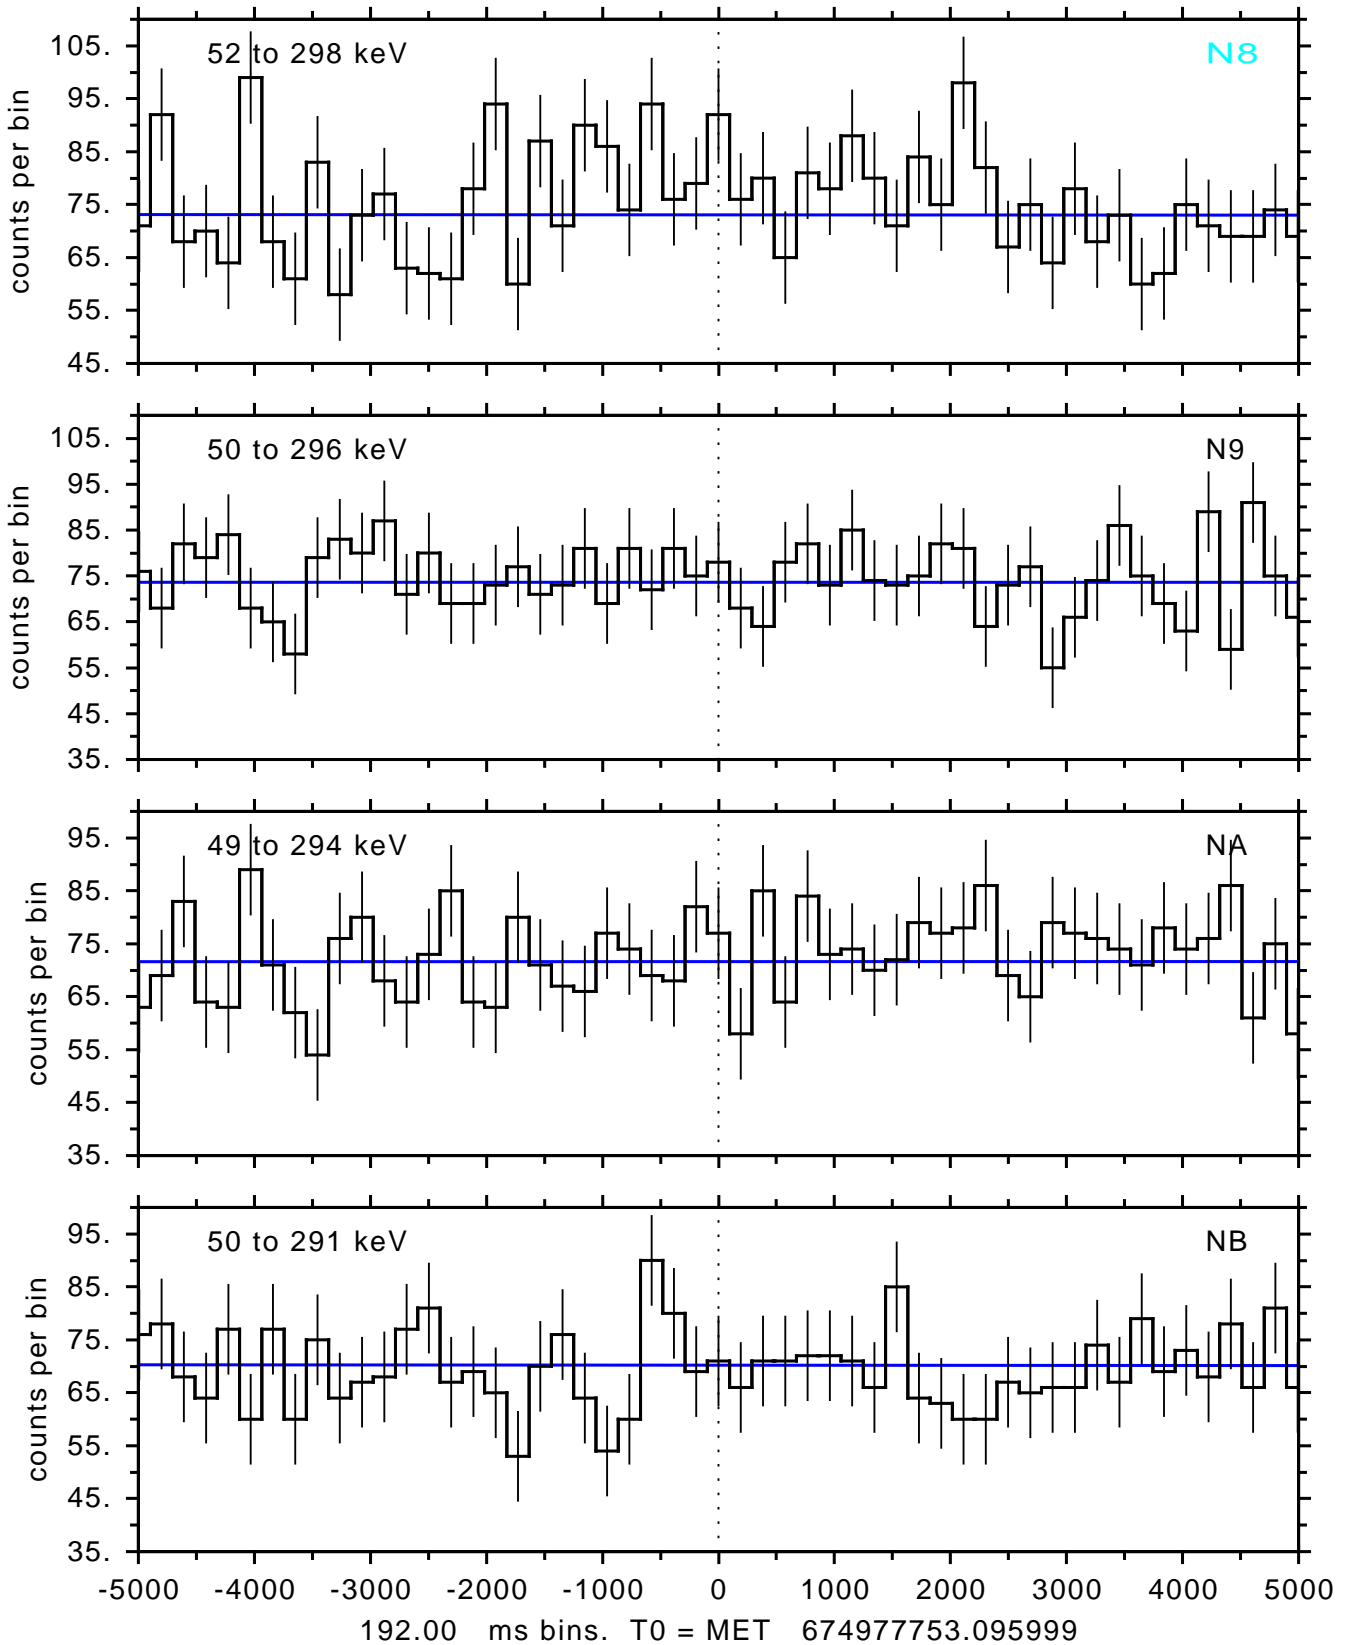 52 to 298 keV N8
105.
95.
85.
75.
65.
55.
45.
counts per bin
50 to 296 keV N9
105.
95.
85.
75.
65.
55.
45.
35.
counts per bin
49 to 294 keV NA
95.
85.
75.
65.
55.
45.
35.
counts per bin
50 to 291 keV NB
95.
85.
75.
65.
55.
45.
35.
counts per bin
-5000 -4000 -3000 -2000 -1000 0 1000 2000 3000 4000 5000
192.00 ms bins. T0 = MET 674977753.095999